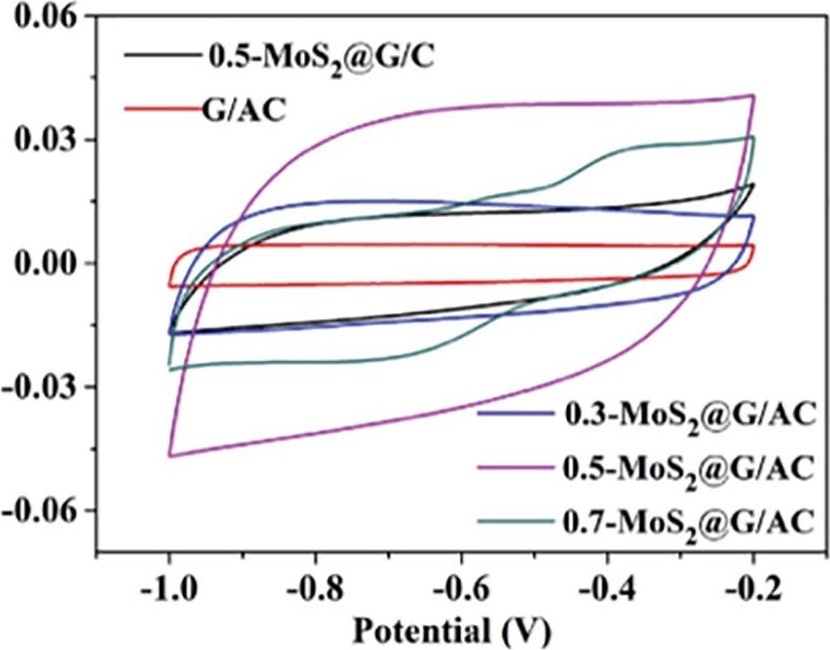 0.06
0.5-MoS₂@G/C
G/AC
0.03
0.00
-0.03
0.3-MoS₂@G/AC
0.5-MoS₂@G/AC
0.7-MoS₂@G/AC
-0.06
-1.0 -0.8 -0.6 -0.4 -0.2
Potential (V)